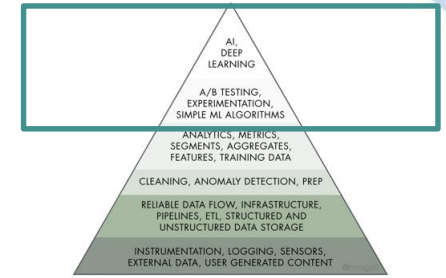 AI,
DEEP
LEARNING
A/B TESTING,
EXPERIMENTATION,
SIMPLE ML ALGORITHMS
ANALYTICS, METRICS,
SEGMENTS, AGGREGATES,
FEATURES, TRAINING DATA
CLEANING, ANOMALY DETECTION, PREP
RELIABLE DATA FLOW, INFRASTRUCTURE,
PIPELINES, ETL, STRUCTURED AND
UNSTRUCTURED DATA STORAGE
INSTRUMENTATION, LOGGING, SENSORS,
EXTERNAL DATA, USER GENERATED CONTENT